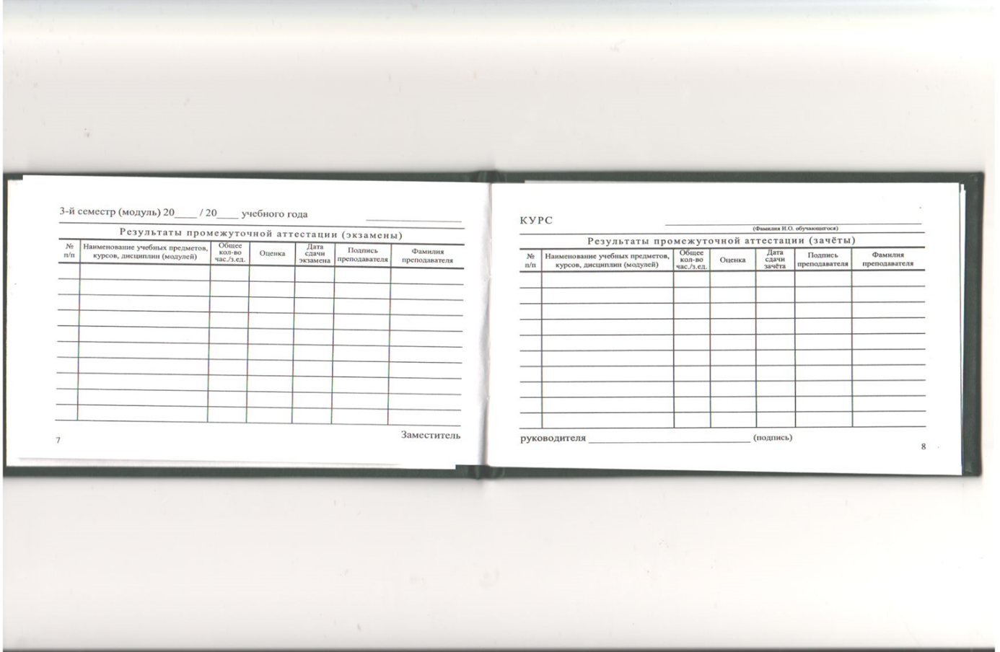 3-й семестр (модуль) 20____ / 20____ учебного года
Результаты промежуточной аттестации (экзамены)
№ п/п
Наименование учебных предметов,
курсов, дисциплин (модулей)
Общее
кол-во
час./з.ед.
Оценка
Дата
сдачи
экзамена
Подпись
преподавателя
Фамилия
преподавателя
Заместитель
7
КУРС
(Фамилия И.О. обучающегося)
Результаты промежуточной аттестации (зачёты)
№ п/п
Наименование учебных предметов,
курсов, дисциплин (модулей)
Общее
кол-во
час./з.ед.
Оценка
Дата
сдачи
зачёта
Подпись
преподавателя
Фамилия
преподавателя
руководителя ________________ (подпись)
8